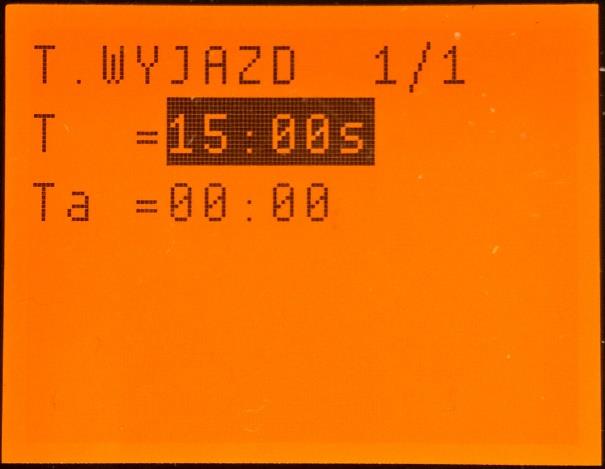 T.WYJAZD 1/1
T =15:00s
Ta =00:00